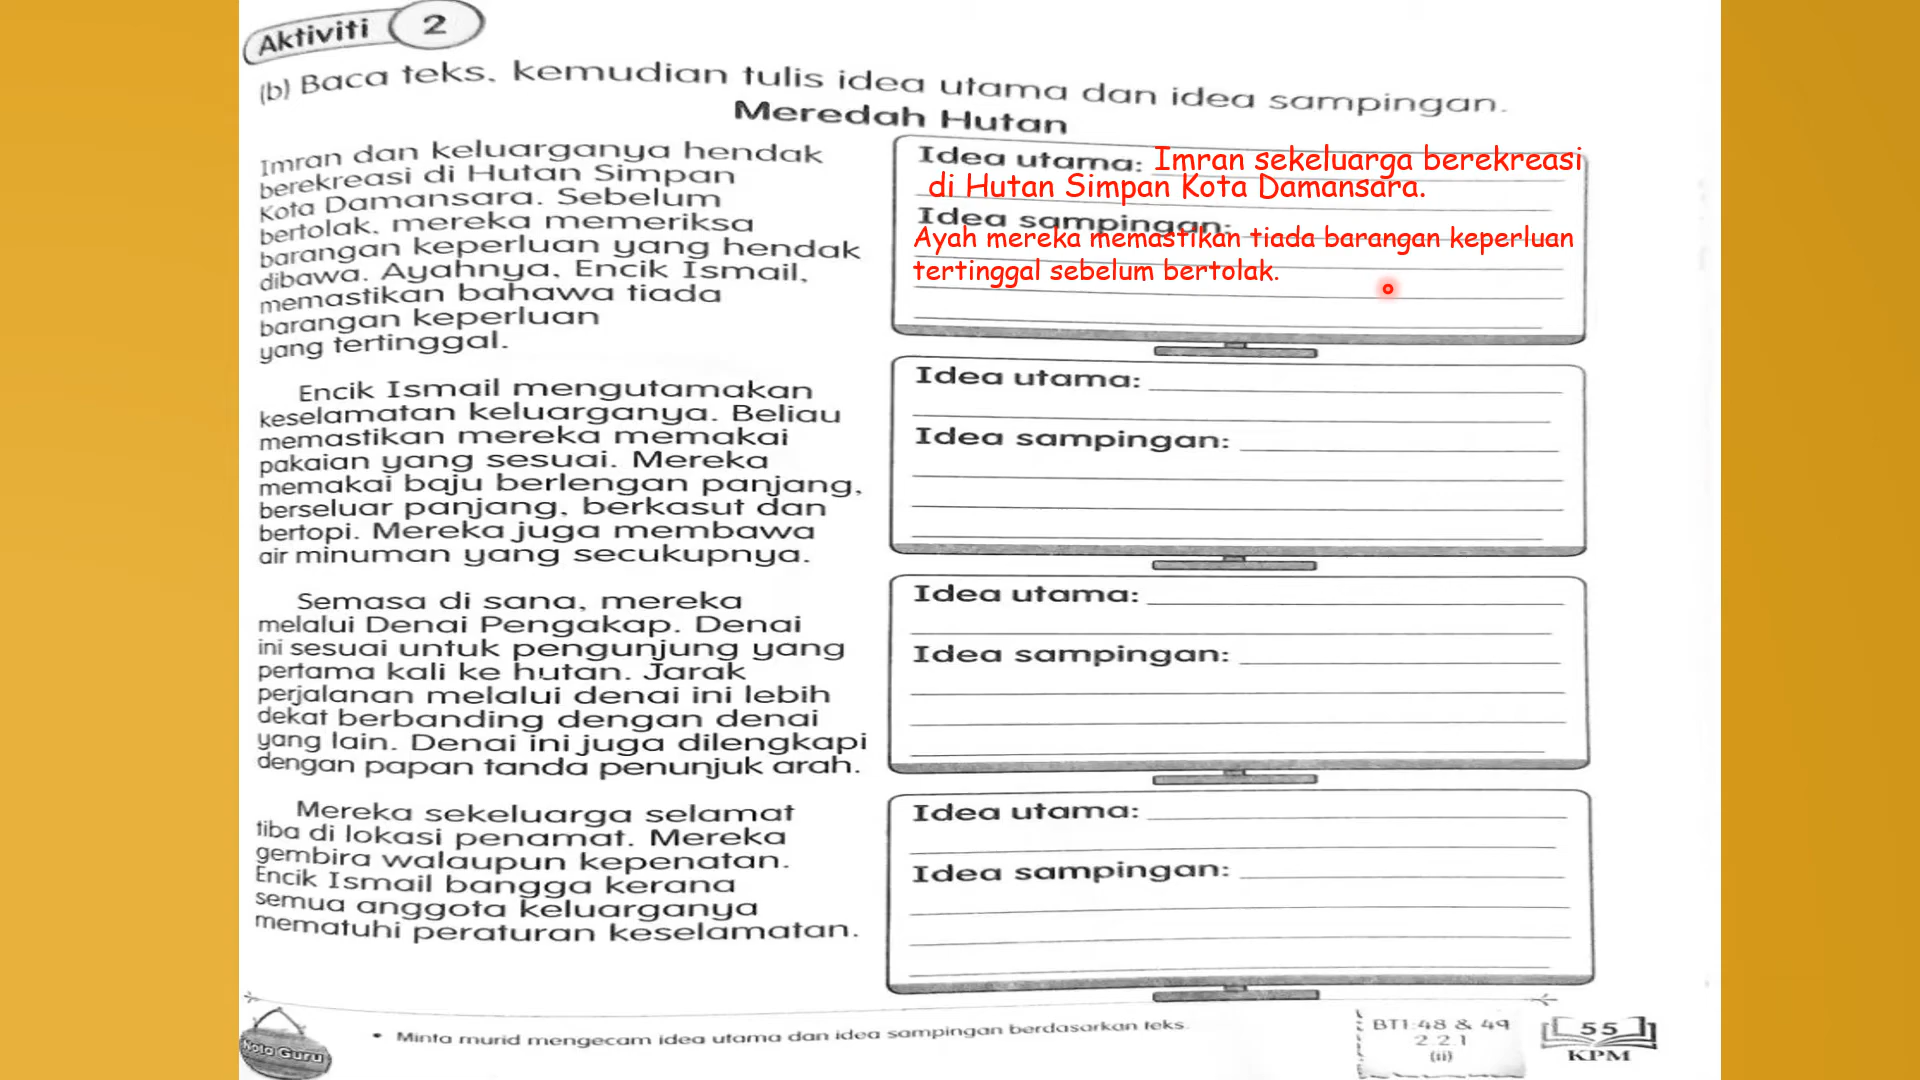 Aktiviti 2
(b) Baca teks, kemudian tulis idea utama dan idea sampingan.
Meredah Hutan
Imran dan keluarganya hendak
berekreasi di Hutan Simpan
Kota Damansara. Sebelum
bertolak, mereka memeriksa
barangan keperluan yang hendak
dibawa. Ayahnya, Encik Ismail,
memastikan bahawa tiada
barangan keperluan
yang tertinggal.
Idea utama: Imran sekeluarga berekreasi
di Hutan Simpan Kota Damansara.
Idea sampingan:
Ayah mereka memastikan tiada barangan keperluan
tertinggal sebelum bertolak.
Encik Ismail mengutamakan
keselamatan keluarganya. Beliau
memastikan mereka memakai
pakaian yang sesuai. Mereka
memakai baju berlengan panjang,
berseluar panjang, berkasut dan
bertopi. Mereka juga membawa
air minuman yang secukupnya.
Idea utama:
Idea sampingan:
Semasa di sana, mereka
melalui Denai Pengakap. Denai
ini sesuai untuk pengunjung yang
pertama kali ke hutan. Jarak
perjalanan melalui denai ini lebih
dekat berbanding dengan denai
yang lain. Denai ini juga dilengkapi
dengan papan tanda penunjuk arah.
Idea utama:
Idea sampingan:
Mereka sekeluarga selamat
tiba di lokasi penamat. Mereka
gembira walaupun kepenatan.
Encik Ismail bangga kerana
semua anggota keluarganya
mematuhi peraturan keselamatan.
Idea utama:
Idea sampingan:
Nota Guru
• Minta murid mengecam idea utama dan idea sampingan berdasarkan teks.
BT1: 48 & 49
2.2.1
(ii)
55
KPM